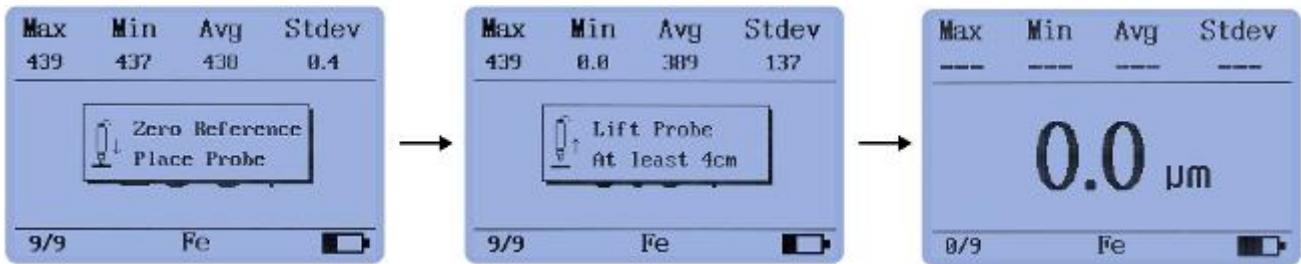 Max Min Avg Stdev
439 437 438 0.4
Zero Reference
Place Probe
9/9 Fe
Max Min Avg Stdev
439 0.0 389 137
Lift Probe
At least 4cm
9/9 Fe
Max Min Avg Stdev
--- --- --- ---
0.0 µm
0/9 Fe